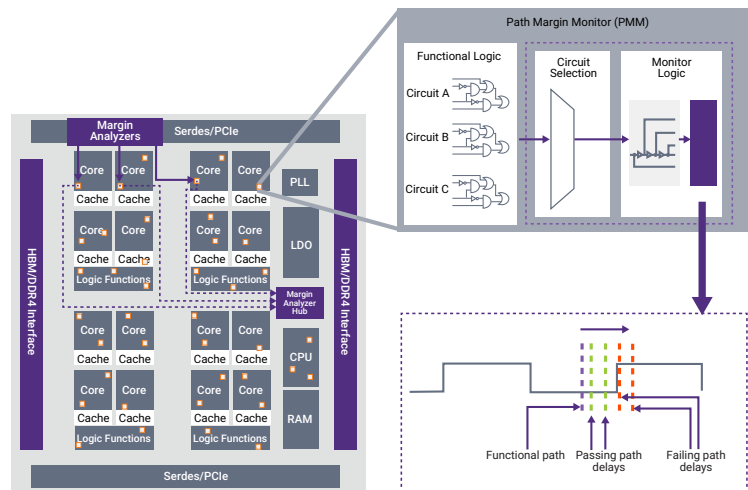 Path Margin Monitor (PMM)
Functional Logic
Circuit A
Circuit B
Circuit C
Circuit
Selection
Monitor
Logic
Margin
Analyzers
Serdes/PCIe
HBM/DDR4 Interface
Core
Core
Core
Core
Cache
Cache
Cache
Cache
PLL
Core
Core
Core
Core
LDO
Cache
Cache
Cache
Cache
Logic Functions
Logic Functions
Margin
Analyzer
Hub
HBM/DDR4 Interface
Core
Core
Core
Core
Cache
Cache
Cache
Cache
CPU
Core
Core
Core
Core
RAM
Cache
Cache
Cache
Cache
Logic Functions
Logic Functions
Serdes/PCIe
Functional path
Passing path
delays
Failing path
delays